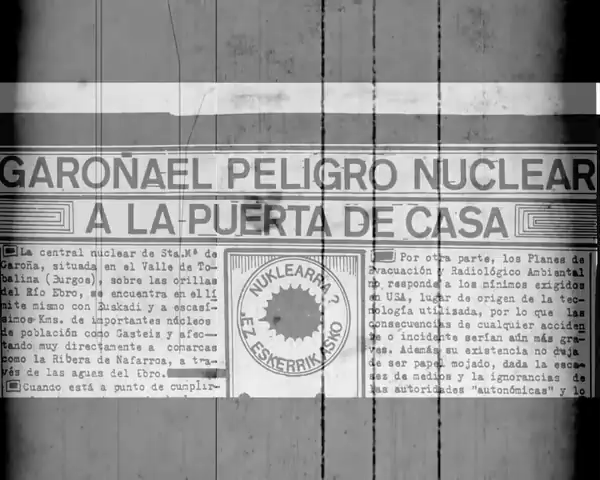 GAROÑA EL PELIGRO NUCLEAR
A LA PUERTA DE CASA
La central nuclear de Sta.Mª de
Garoña, situada en el Valle de To-
balina (Burgos), sobre las orillas
del Río Ebro, se encuentra en el lí
mite mismo con Euskadi y a escasí-
simos Kms. de importantes núcleos
de población como Gasteiz y afec-
tando muy directamente a comarcas
como la Ribera de Nafarroa, a tra-
vés de las aguas del Ebro.
Cuando está a punto de cumplir-
NUKLEARRA?
EZ ESKERRIK ASKO
Por otra parte, los Planes de
Evacuación y Radiológico Ambiental
no responde a los mínimos exigidos
en USA, lugar de origen de la tec-
nología utilizada, por lo que las
consecuencias de cualquier acciden
te o incidente serían aún más gra-
ves. Además su existencia no deja
de ser papel mojado, dada la esca-
sez de medios y la ignorancias de
las autoridades "autonómicas" y lo